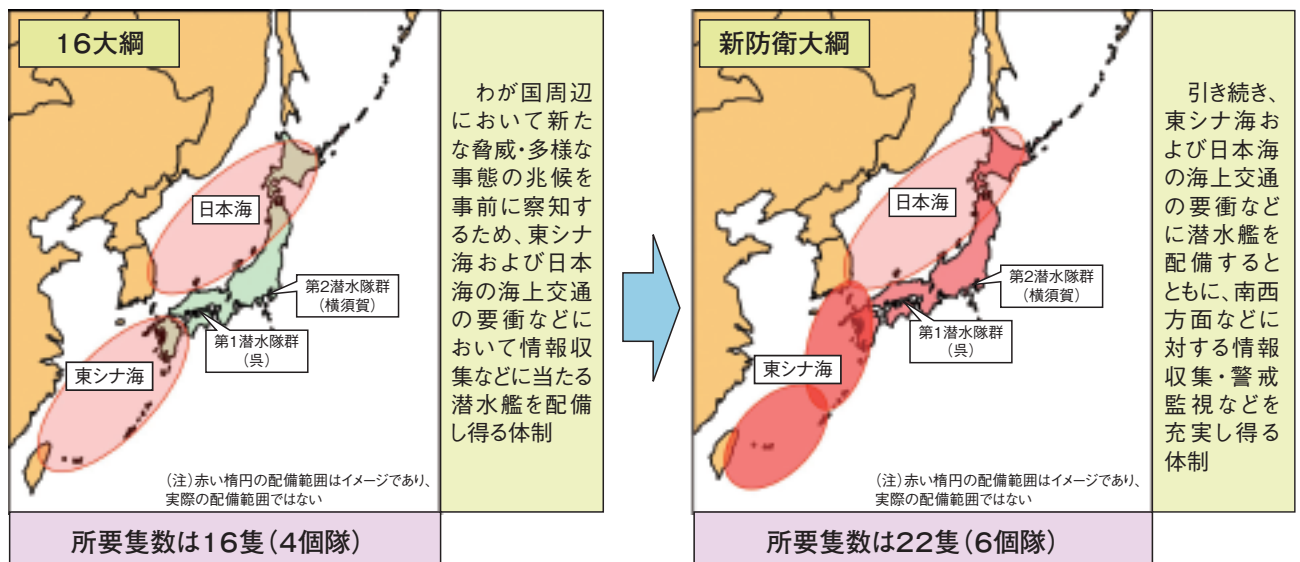 16大綱
日本海
第2潜水隊群
(横須賀)
第1潜水隊群
(呉)
東シナ海
(注)赤い楕円の配備範囲はイメージであり、
実際の配備範囲ではない
わが国周辺
において新た
な脅威・多様な
事態の兆候を
事前に察知す
るため、東シナ
海および日本
海の海上交通
の要衝などに
おいて情報収
集などに当たる
潜水艦を配備
し得る体制
所要隻数は16隻(4個隊)
新防衛大綱
日本海
第2潜水隊群
(横須賀)
第1潜水隊群
(呉)
東シナ海
(注)赤い楕円の配備範囲はイメージであり、
実際の配備範囲ではない
引き続き、
東シナ海お
よび日本海
の海上交通
の要衝など
に潜水艦を
配備すると
ともに、南西
方面などに
対する情報
収集・警戒
監視などを
充実し得る
体制
所要隻数は22隻(6個隊)